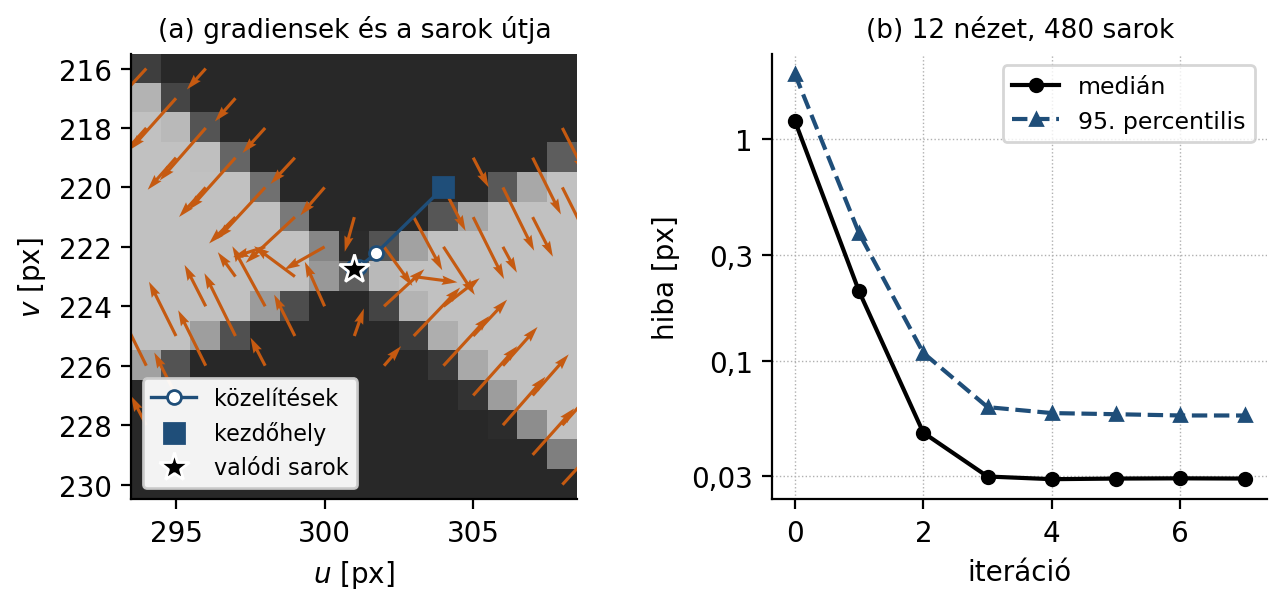 (a) gradiensek és a sarok útja
216
218
220
222
224
226
228
230
v [px]
295
300
305
u [px]
közelítések
kezdőhely
valódi sarok
(b) 12 nézet, 480 sarok
medián
95. percentilis
1
0,3
0,1
0,03
hiba [px]
0
2
4
6
iteráció